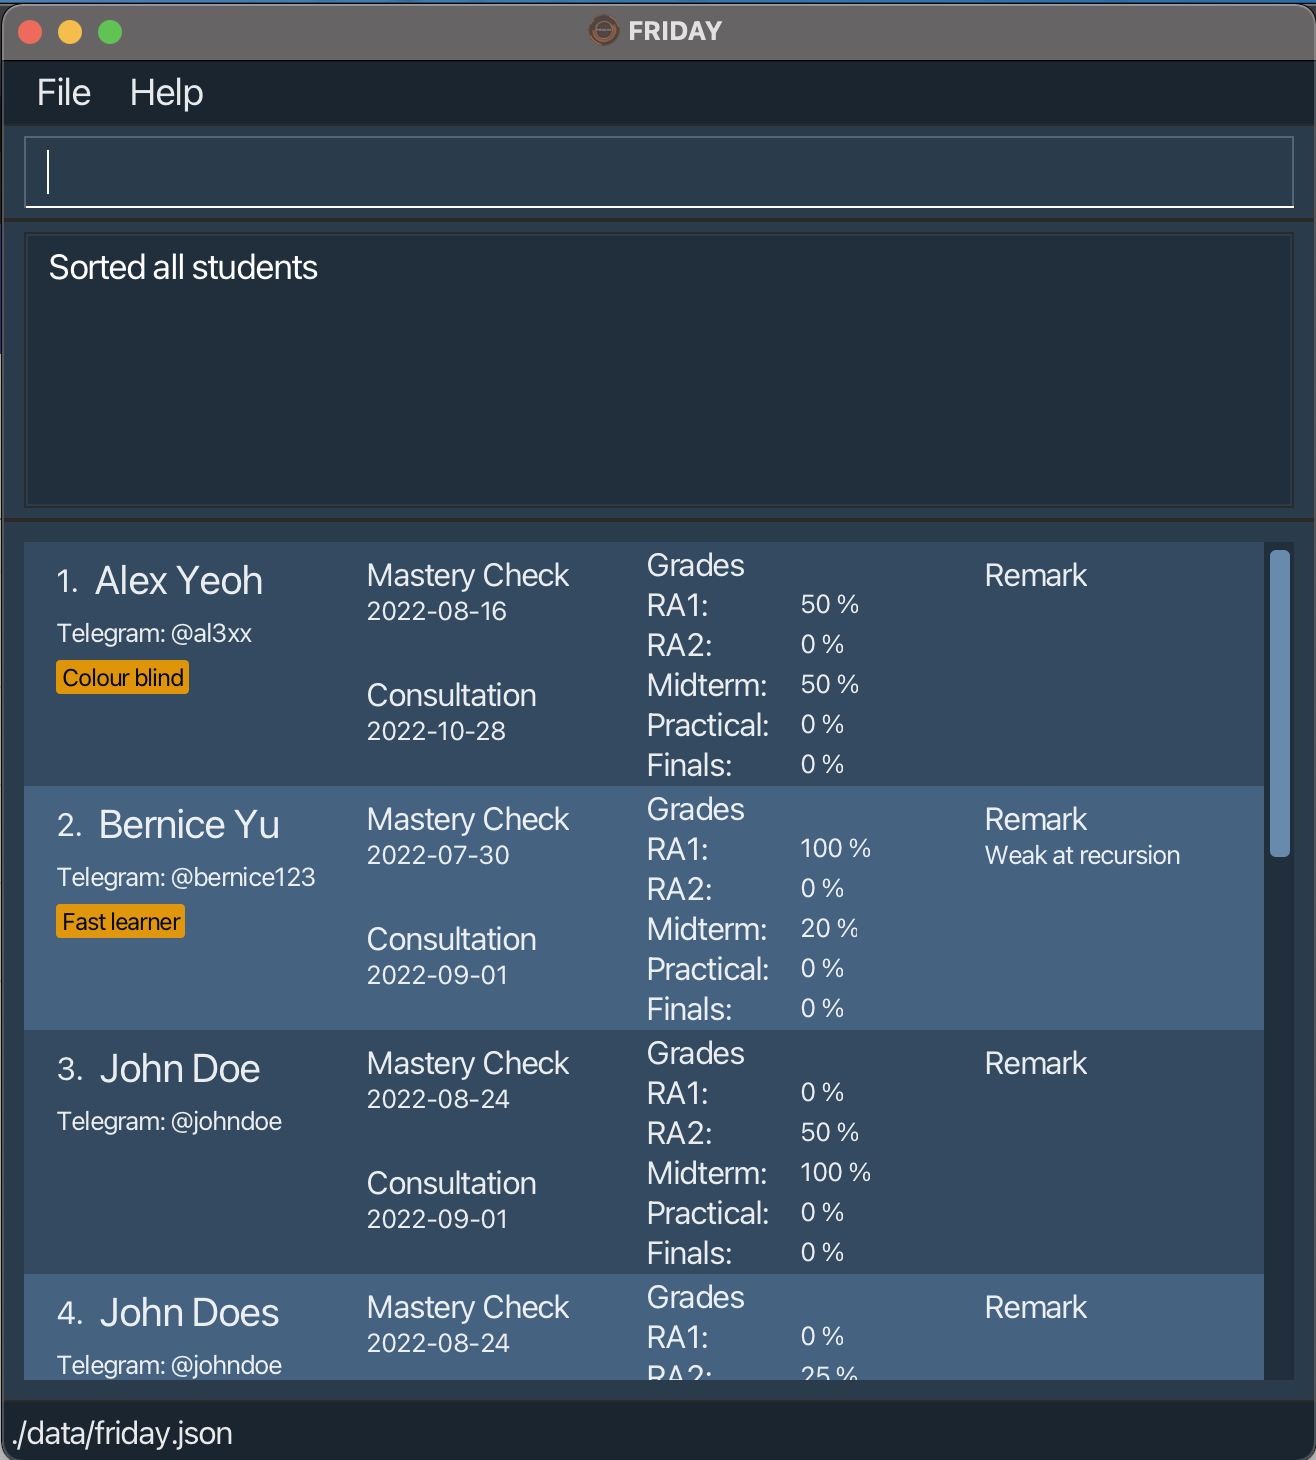 FRIDAY
File Help
Sorted all students
1. Alex Yeoh
Telegram: @al3xx
Colour blind
Mastery Check
2022-08-16
Consultation
2022-10-28
Grades
RA1: 50 %
RA2: 0 %
Midterm: 50 %
Practical: 0 %
Finals: 0 %
Remark
2. Bernice Yu
Telegram: @bernice123
Fast learner
Mastery Check
2022-07-30
Consultation
2022-09-01
Grades
RA1: 100 %
RA2: 0 %
Midterm: 20 %
Practical: 0 %
Finals: 0 %
Remark
Weak at recursion
3. John Doe
Telegram: @johndoe
Mastery Check
2022-08-24
Consultation
2022-09-01
Grades
RA1: 0 %
RA2: 50 %
Midterm: 100 %
Practical: 0 %
Finals: 0 %
Remark
4. John Does
Telegram: @johndoe
Mastery Check
2022-08-24
Grades
RA1: 0 %
RA2: 25 %
Remark
./data/friday.json